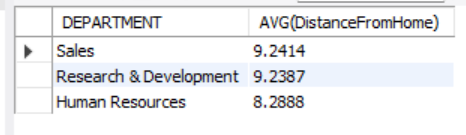 DEPARTMENT AVG(DistanceFromHome)
Sales 9.2414
Research & Development 9.2387
Human Resources 8.2888